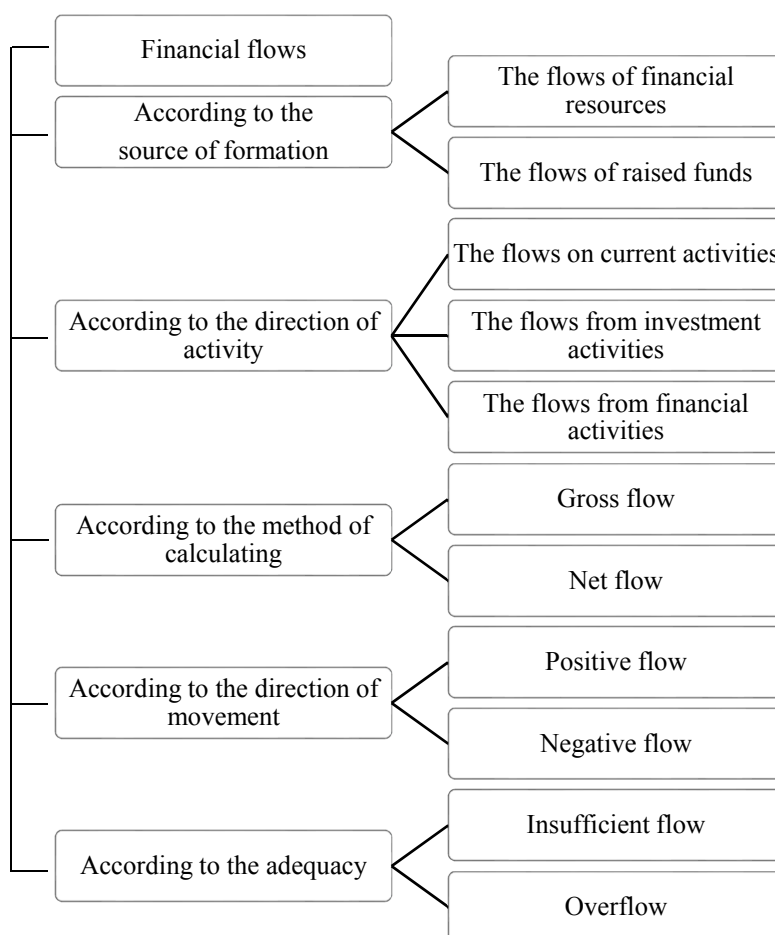 Financial flows
According to the
source of formation
The flows of financial
resources
The flows of raised funds
According to the direction of
activity
The flows on current activities
The flows from investment
activities
The flows from financial
activities
According to the method of
calculating
Gross flow
Net flow
According to the direction of
movement
Positive flow
Negative flow
According to the adequacy
Insufficient flow
Overflow